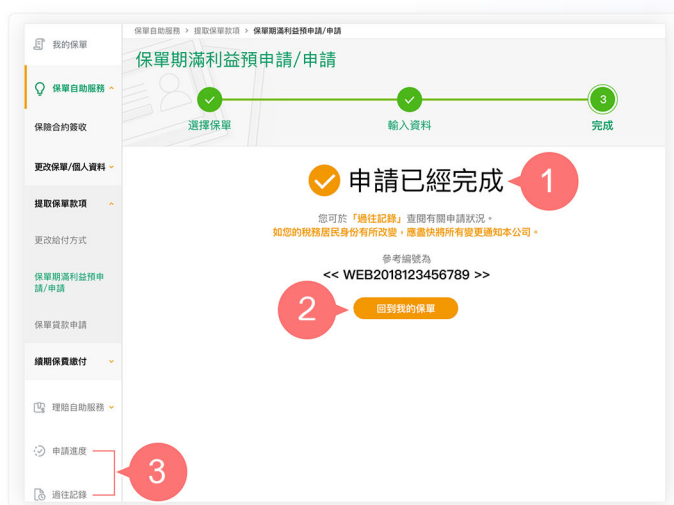 我的保單
保單自助服務
保險合約簽收
更改保單/個人資料
提取保單款項
更改給付方式
保單期滿利益預申
請/申請
保單貸款申請
續期保費繳付
理賠自助服務
申請進度
過往記錄
3
保單自助服務 > 提取保單款項 > 保單期滿利益預申請/申請
保單期滿利益預申請/申請
3
選擇保單
輸入資料
完成
申請已經完成
1
您可於「過往記錄」查閱有關申請狀況。
如您的稅務居民身份有所改變，應盡快將所有變更通知本公司。
參考編號為
<< WEB2018123456789 >>
2
回到我的保單